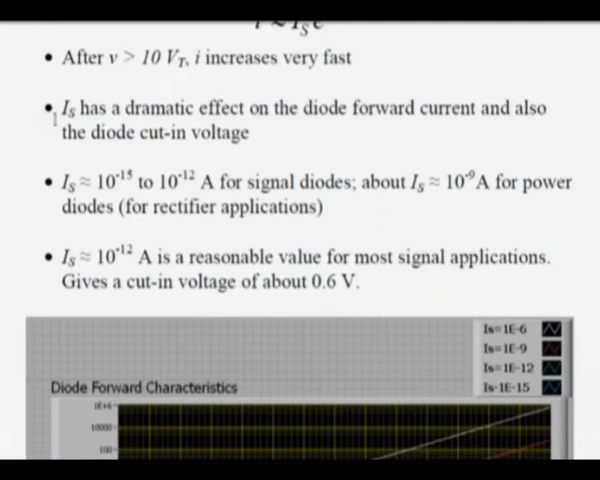 • After v > 10 V_T, i increases very fast
• I_S has a dramatic effect on the diode forward current and also
the diode cut-in voltage
• I_S ≈ 10^-15 to 10^-12 A for signal diodes; about I_S ≈ 10^-9 A for power
diodes (for rectifier applications)
• I_S ≈ 10^-12 A is a reasonable value for most signal applications.
Gives a cut-in voltage of about 0.6 V.
Is=1E-6
Is=1E-9
Is=1E-12
Is-1E-15
Diode Forward Characteristics
1E+6
10000
100